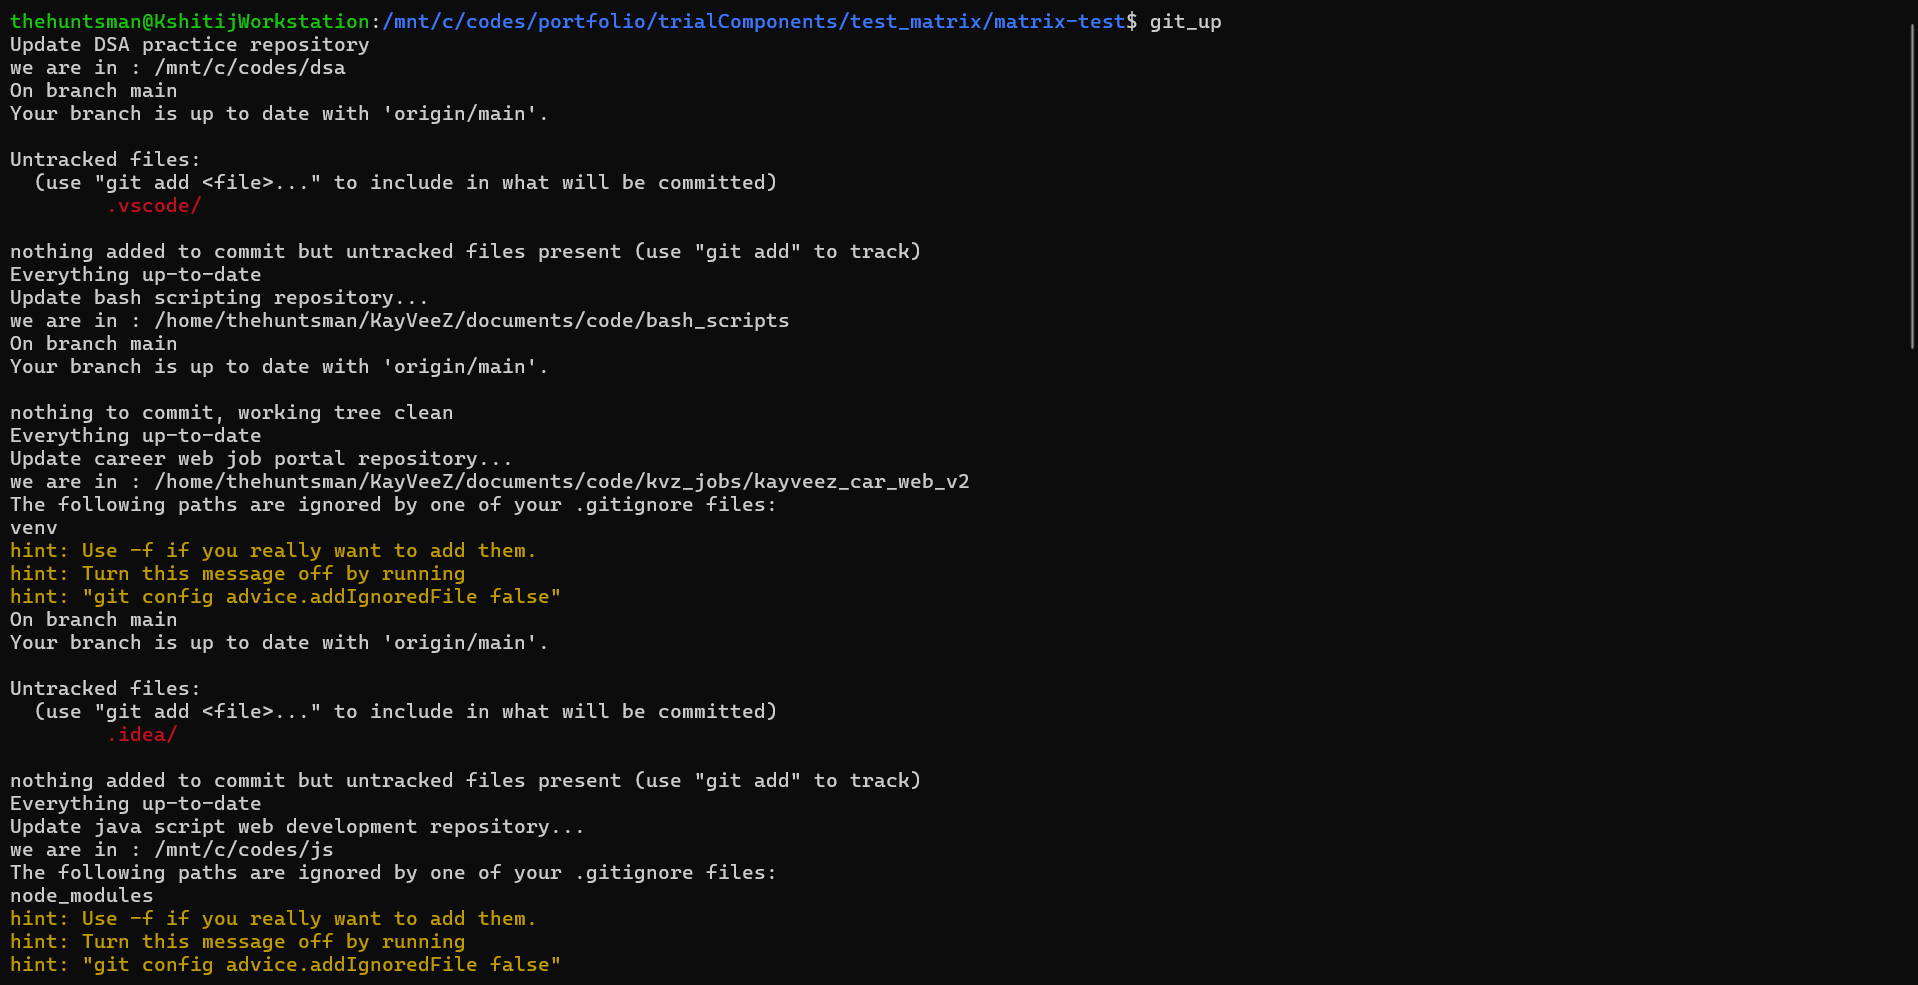 thehuntsman@KshitijWorkstation:/mnt/c/codes/portfolio/trialComponents/test_matrix/matrix-test$ git_up
Update DSA practice repository
we are in : /mnt/c/codes/dsa
On branch main
Your branch is up to date with 'origin/main'.

Untracked files:
  (use "git add <file>..." to include in what will be committed)
        .vscode/

nothing added to commit but untracked files present (use "git add" to track)
Everything up-to-date
Update bash scripting repository...
we are in : /home/thehuntsman/KayVeeZ/documents/code/bash_scripts
On branch main
Your branch is up to date with 'origin/main'.

nothing to commit, working tree clean
Everything up-to-date
Update career web job portal repository...
we are in : /home/thehuntsman/KayVeeZ/documents/code/kvz_jobs/kayveez_car_web_v2
The following paths are ignored by one of your .gitignore files:
venv
hint: Use -f if you really want to add them.
hint: Turn this message off by running
hint: "git config advice.addIgnoredFile false"
On branch main
Your branch is up to date with 'origin/main'.

Untracked files:
  (use "git add <file>..." to include in what will be committed)
        .idea/

nothing added to commit but untracked files present (use "git add" to track)
Everything up-to-date
Update java script web development repository...
we are in : /mnt/c/codes/js
The following paths are ignored by one of your .gitignore files:
node_modules
hint: Use -f if you really want to add them.
hint: Turn this message off by running
hint: "git config advice.addIgnoredFile false"